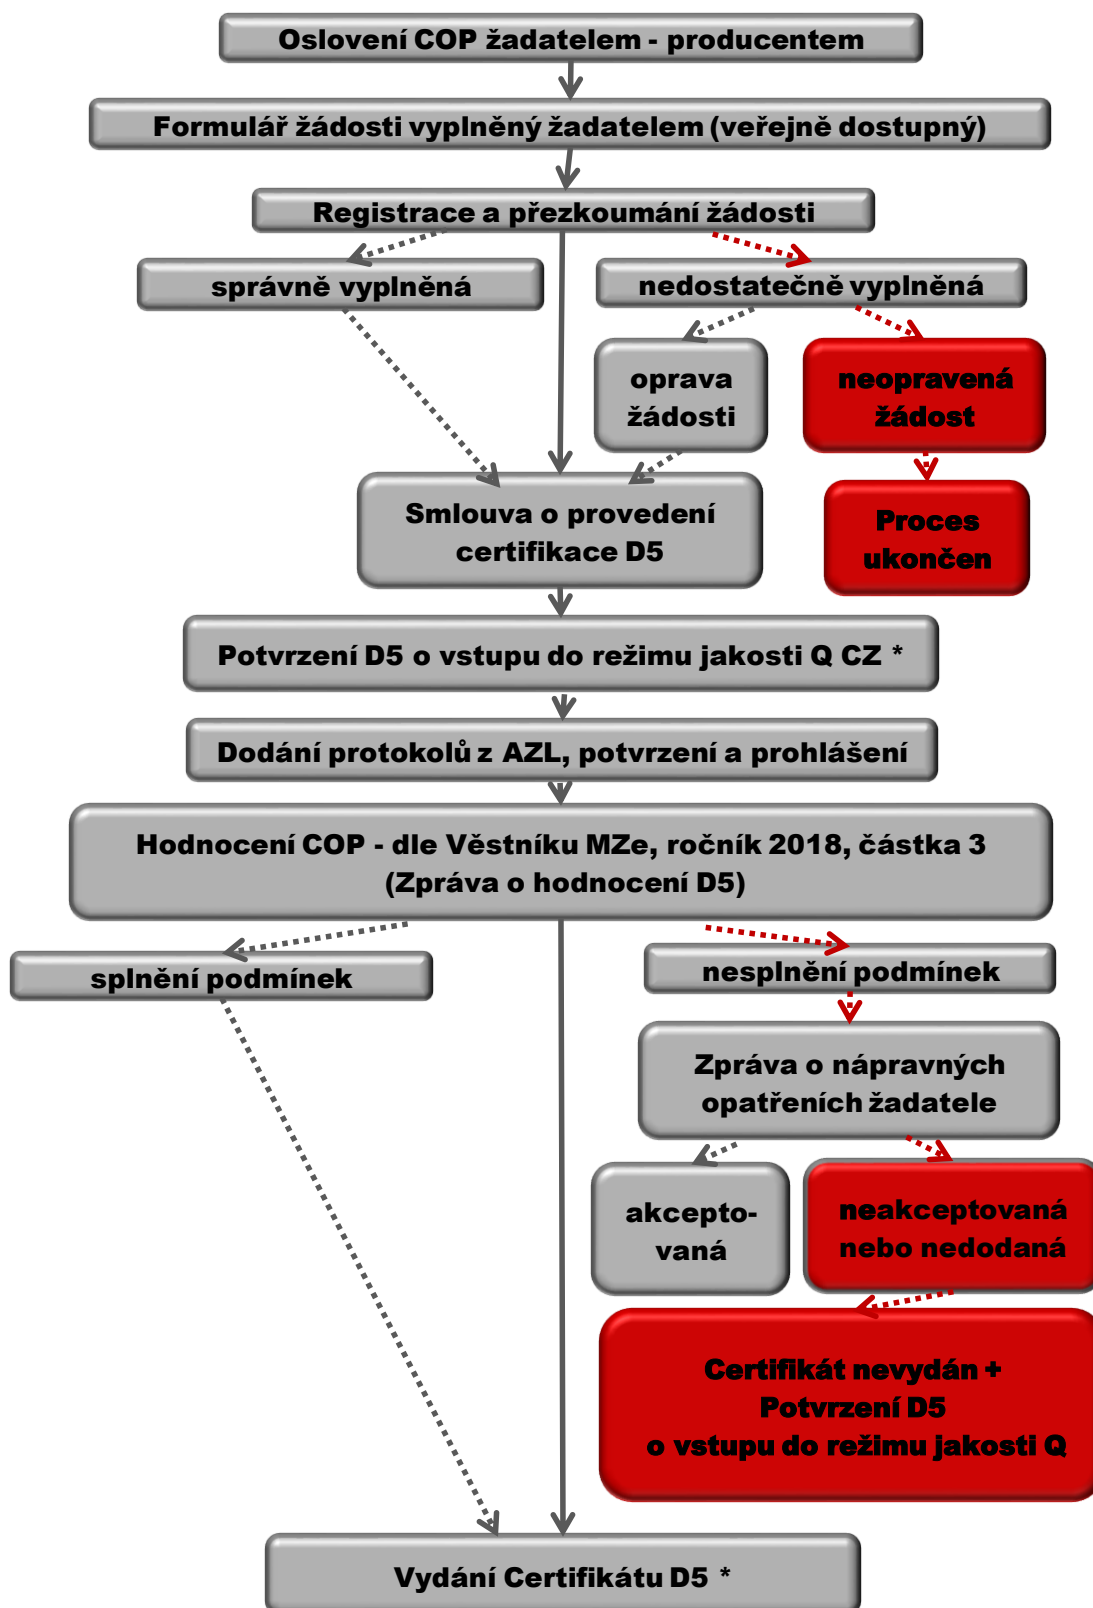 Oslovení COP žadatelem - producentem
Formulář žádosti vyplněný žadatelem (veřejně dostupný)
Registrace a přezkoumání žádosti
správně vyplněná
nedostatečně vyplněná
oprava
žádosti
neopravená
žádost
Smlouva o provedení
certifikace D5
Proces
ukončen
Potvrzení D5 o vstupu do režimu jakosti Q CZ *
Dodání protokolů z AZL, potvrzení a prohlášení
Hodnocení COP - dle Věstníku MZe, ročník 2018, částka 3
(Zpráva o hodnocení D5)
splnění podmínek
nesplnění podmínek
Zpráva o nápravných
opatřeních žadatele
akcepto-
vaná
neakceptovaná
nebo nedodaná
Certifikát nevydán +
Potvrzení D5
o vstupu do režimu jakosti Q
Vydání Certifikátu D5 *